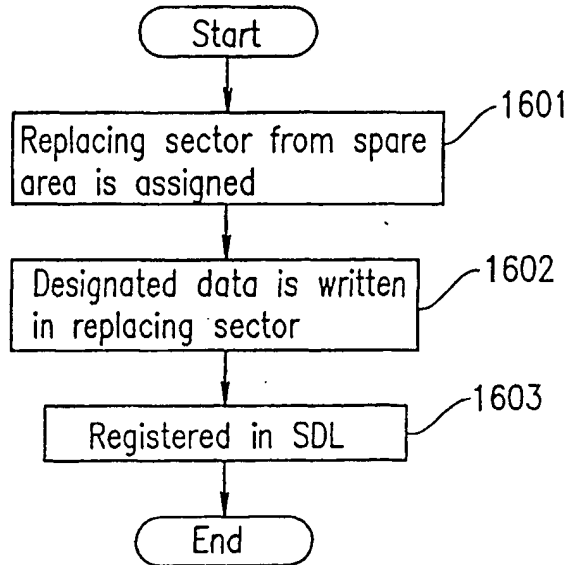 Start
1601
Replacing sector from spare
area is assigned
1602
Designated data is written
in replacing sector
1603
Registered in SDL
End